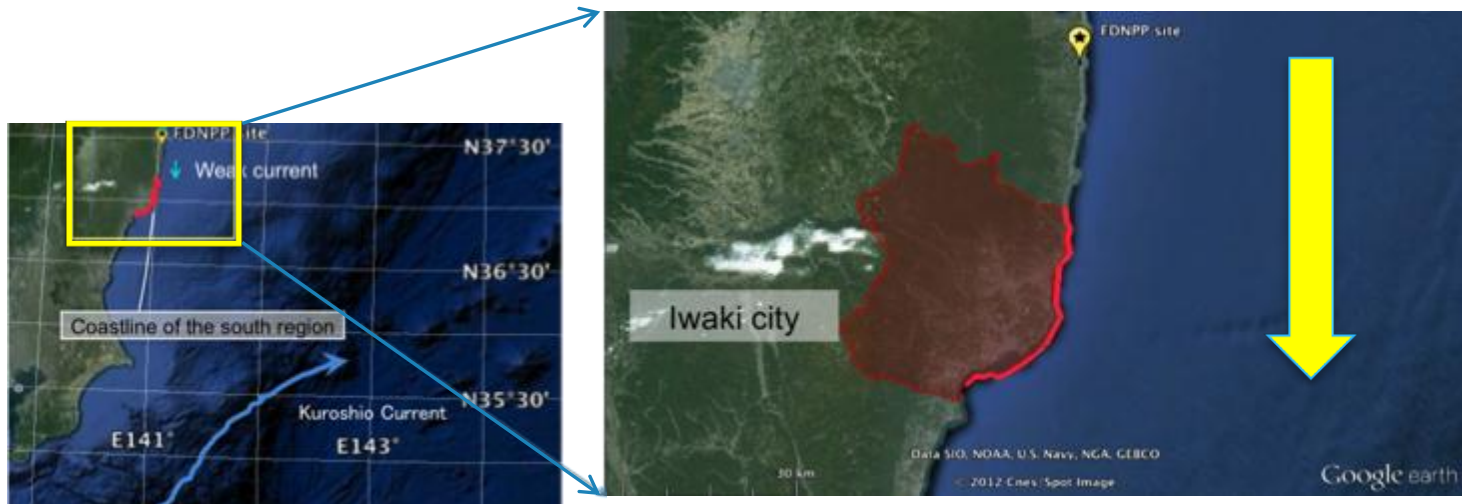 FDNPP site
N37°30'
Weak current
N36°30'
Coastline of the south region
N35°30'
Kuroshio Current
E141°
E143°
FDNPP site
Iwaki city
Data SIO, NOAA, U.S. Navy, NGA, GEBCO
30 km
© 2012 Cnes/Spot Image
Google earth